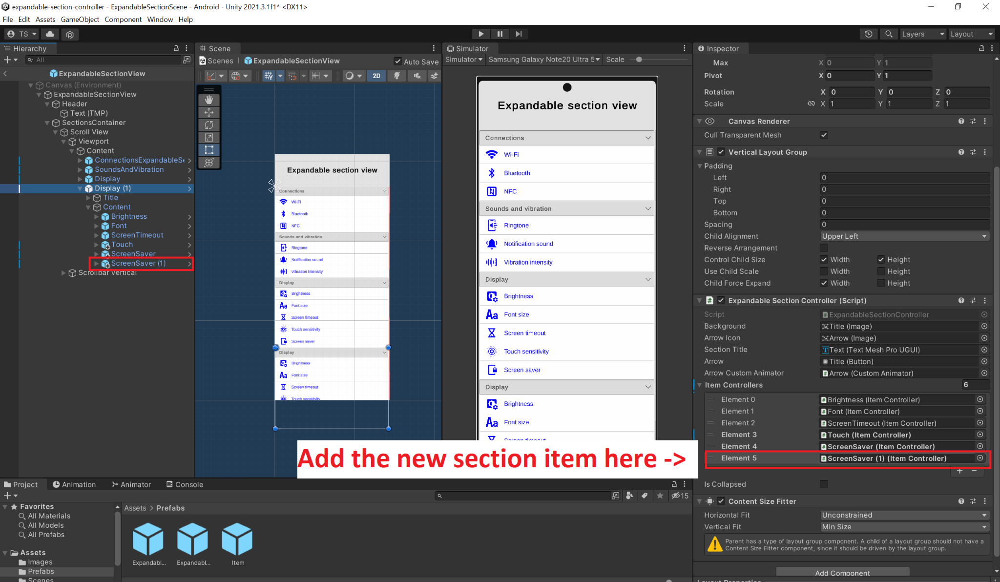 expandable-section-controller - ExpandableSectionScene - Android - Unity 2021.3.1f1* <DX11>
File Edit Assets GameObject Component Window Help
TS
Layers
Layout
Hierarchy
All
ExpandableSectionView
Canvas (Environment)
ExpandableSectionView
Header
Text (TMP)
SectionsContainer
Scroll View
Viewport
Content
ConnectionsExpandableSe
SoundsAndVibration
Display
Display (1)
Title
Content
Brightness
Font
ScreenTimeout
Touch
ScreenSaver
ScreenSaver (1)
Scrollbar Vertical
Scene
Scenes
ExpandableSectionView
Auto Save
2D
Expandable section view
Connections
Wi-Fi
Bluetooth
NFC
Sounds and vibration
Ringtone
Notification sound
Vibration intensity
Display
Brightness
Aa Font size
Screen timeout
Touch sensitivity
Screen saver
Display
Brightness
Aa Font size
Screen timeout
Touch sensitivity
Simulator
Simulator
Samsung Galaxy Note20 Ultra 5
Scale
Expandable section view
Connections
Wi-Fi
Bluetooth
NFC
Sounds and vibration
Ringtone
Notification sound
Vibration intensity
Display
Brightness
Aa Font size
Screen timeout
Touch sensitivity
Screen saver
Display
Brightness
Aa Font size
Screen timeout
Add the new section item here ->
Inspector
Max X 0 Y 1
Pivot X 0 Y 1
Rotation X 0 Y 0 Z 0
Scale X 1 Y 1 Z 1
Canvas Renderer
Cull Transparent Mesh
Vertical Layout Group
Padding
Left 0
Right 0
Top 0
Bottom 0
Spacing 0
Child Alignment Upper Left
Reverse Arrangement
Control Child Size Width Height
Use Child Scale Width Height
Child Force Expand Width Height
# Expandable Section Controller (Script)
Script ExpandableSectionController
Background Title (Image)
Arrow Icon Arrow (Image)
Section Title Text (Text Mesh Pro UGUI)
Arrow Title (Button)
Arrow Custom Animator Arrow (Custom Animator)
Item Controllers 6
Element 0 Brightness (Item Controller)
Element 1 Font (Item Controller)
Element 2 ScreenTimeout (Item Controller)
Element 3 Touch (Item Controller)
Element 4 ScreenSaver (Item Controller)
Element 5 ScreenSaver (1) (Item Controller)
+ −
Is Collapsed
Content Size Fitter
Horizontal Fit Unconstrained
Vertical Fit Min Size
Parent has a type of layout group component. A child of a layout group should not have a
Content Size Fitter component, since it should be driven by the layout group.
Add Component
Layout Properties
Project
Animation
Animator
Console
15
Favorites
All Materials
All Models
All Prefabs
Assets
Images
Prefabs
Scenes
Assets > Prefabs
Expandabl...
Expandabl...
Item